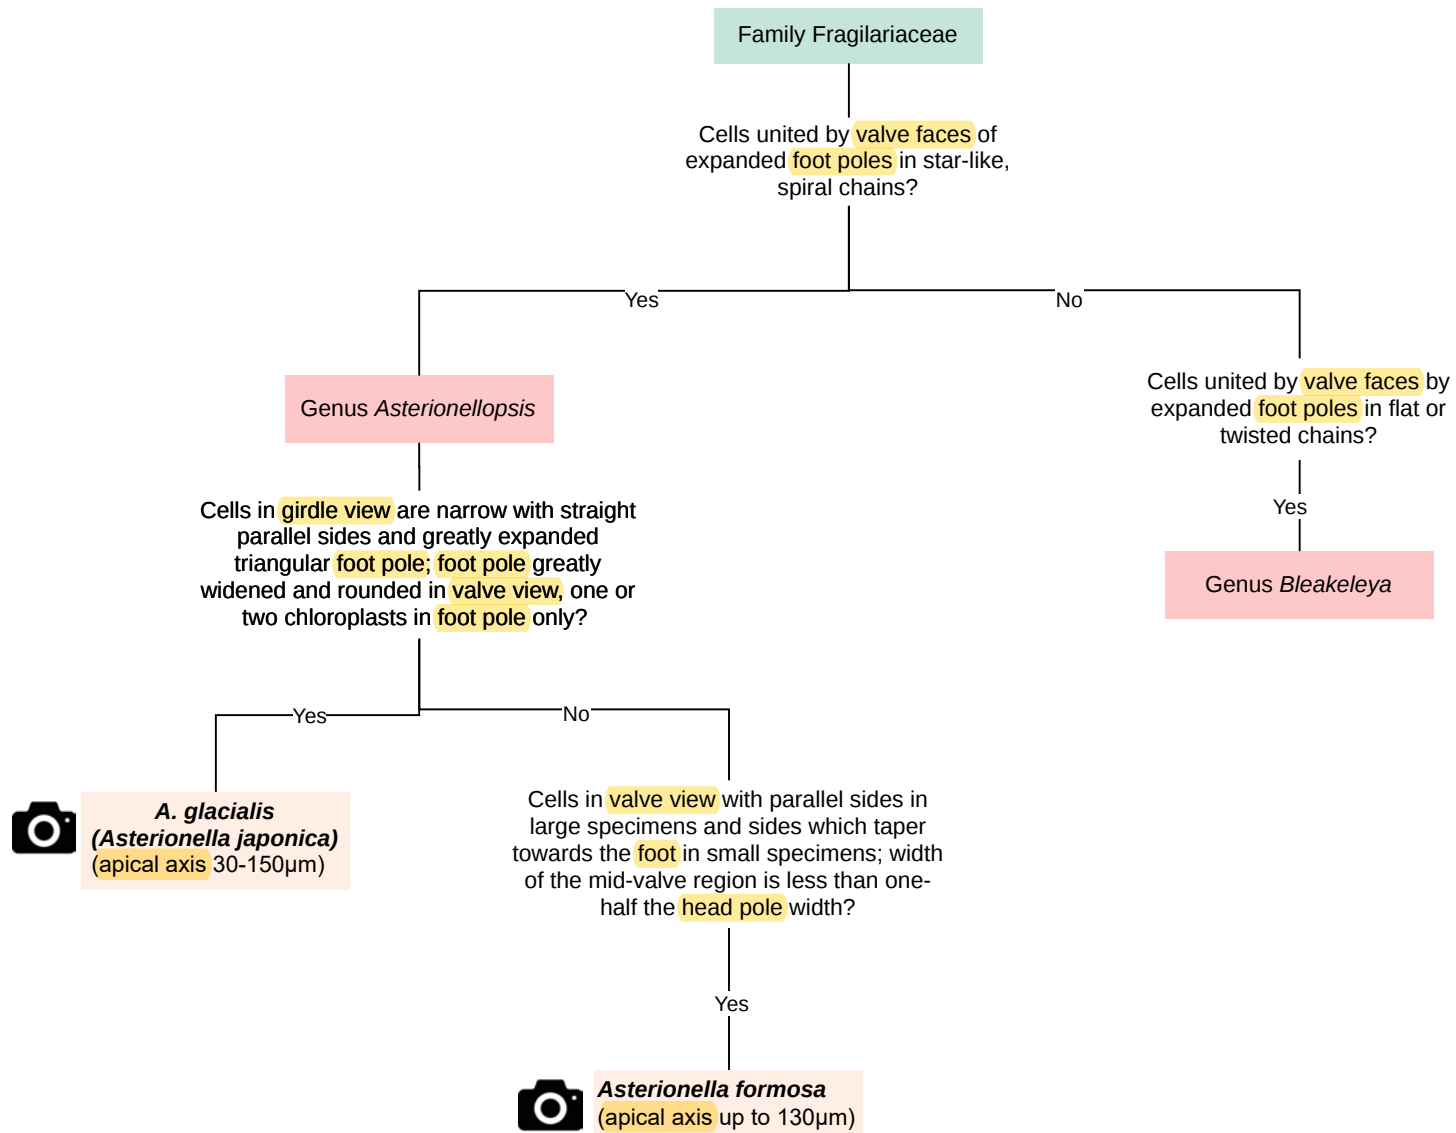 Family Fragilariaceae
Cells united by valve faces of
expanded foot poles in star-like,
spiral chains?
Yes
No
Genus Asterionellopsis
Cells united by valve faces by
expanded foot poles in flat or
twisted chains?
Cells in girdle view are narrow with straight
parallel sides and greatly expanded
triangular foot pole; foot pole greatly
widened and rounded in valve view, one or
two chloroplasts in foot pole only?
Yes
Genus Bleakeleya
Yes
No
A. glacialis
(Asterionella japonica)
(apical axis 30-150µm)
Cells in valve view with parallel sides in
large specimens and sides which taper
towards the foot in small specimens; width
of the mid-valve region is less than one-
half the head pole width?
Yes
Asterionella formosa
(apical axis up to 130µm)